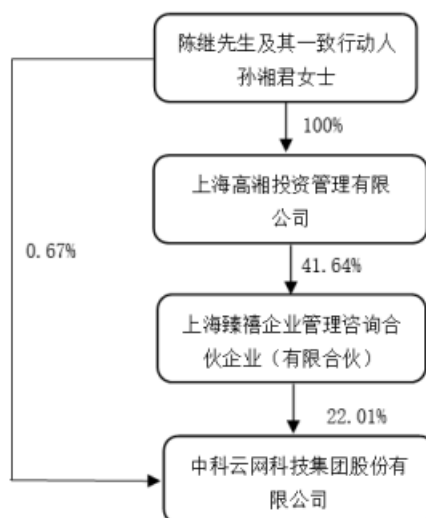 陈继先生及其一致行动人
孙湘君女士
100%
上海高湘投资管理有限
公司
0.67%
41.64%
上海臻禧企业管理咨询合
伙企业（有限合伙）
22.01%
中科云网科技集团股份有
限公司